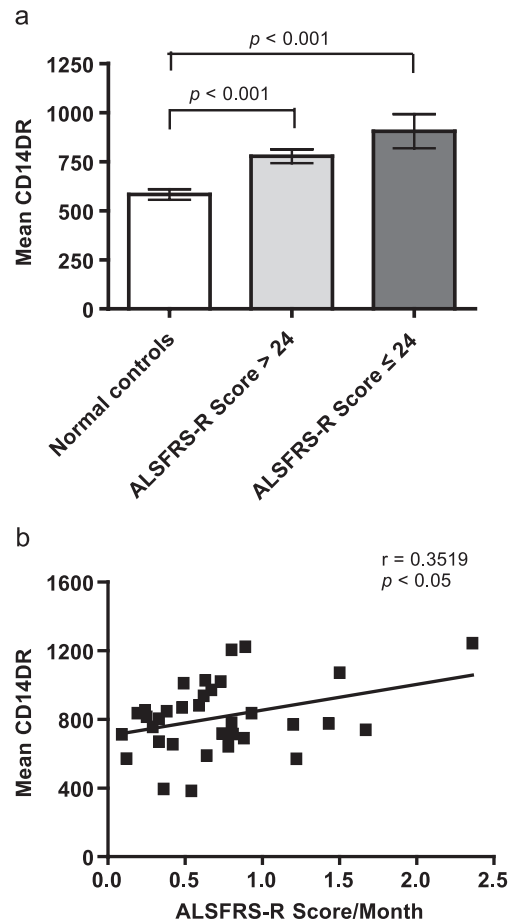 a
p < 0.001
p < 0.001
1250
1000
750
500
250
0
Mean CD14DR
Normal controls
ALSFRS-R Score > 24
ALSFRS-R Score ≤ 24
b
r = 0.3519
p < 0.05
1600
1200
800
400
0
Mean CD14DR
0.0 0.5 1.0 1.5 2.0 2.5
ALSFRS-R Score/Month